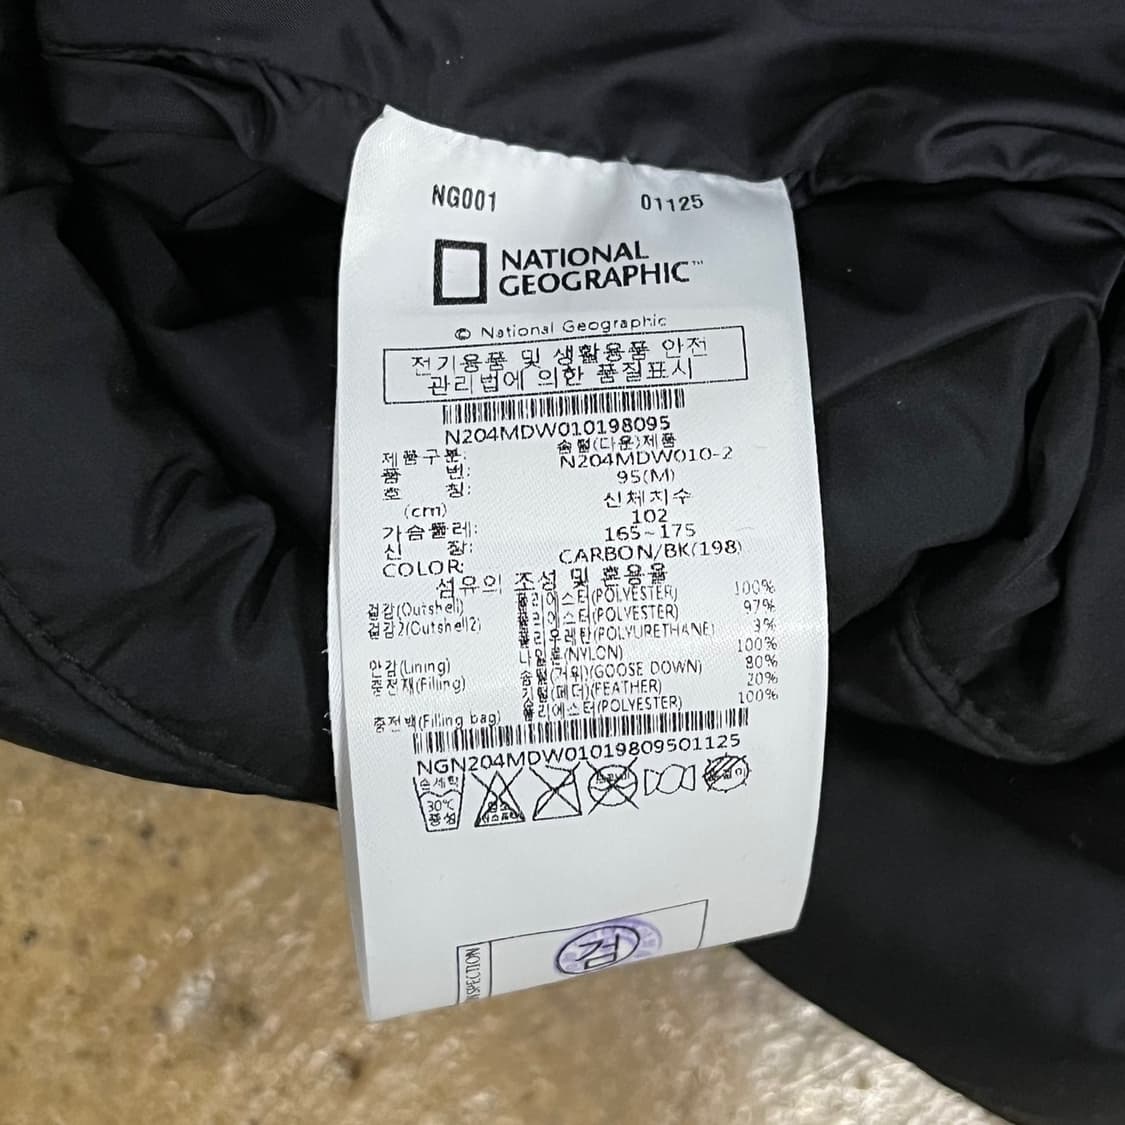 NG001 01125
NATIONAL
GEOGRAPHIC™
© National Geographic
전기용품 및 생활용품 안전
관리법에 의한 품질표시
N204MDW010198095
제품구분: 솜털(다운)제품
품 번: N204MDW010-2
호 칭: 95(M)
(cm) 신체치수
가슴둘레: 102
신 장: 165~175
COLOR: CARBON/BK(198)
섬유의 조성 및 혼용율
겉감(Outshell) 폴리에스터(POLYESTER) 100%
겉감2(Outshell2) 폴리에스터(POLYESTER) 97%
폴리우레탄(POLYURETHANE) 3%
안감(Lining) 나일론(NYLON) 100%
충전재(Filling) 솜털(거위)(GOOSE DOWN) 80%
깃털(페더)(FEATHER) 20%
충전백(Filling bag) 폴리에스터(POLYESTER) 100%
NGN204MDW01019809501125
손세탁
30℃
중성
INSPECTION
검